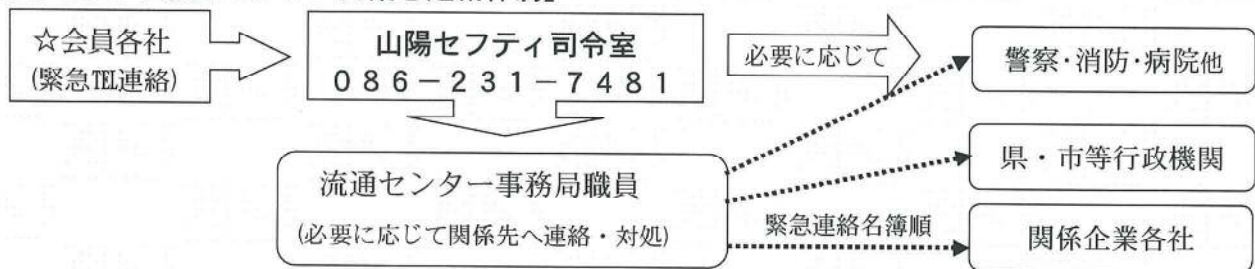 ☆会員各社
(緊急TEL連絡)
山陽セフティ司令室
086-231-7481
必要に応じて
警察・消防・病院他
流通センター事務局職員
(必要に応じて関係先へ連絡・対処)
県・市等行政機関
緊急連絡名簿順
関係企業各社